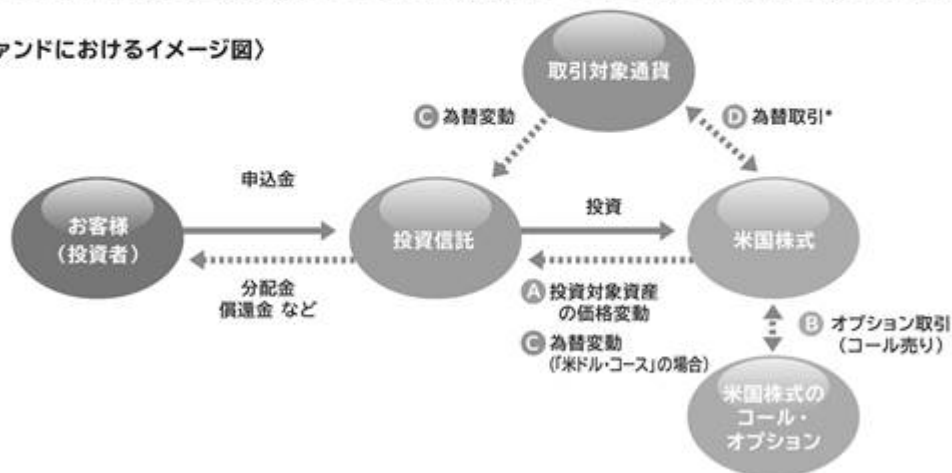 ァンドにおけるイメージ図〉
取引対象通貨
C 為替変動
D 為替取引*
申込金
投資
お客様
(投資者)
投資信託
米国株式
分配金
償還金 など
A 投資対象資産
の価格変動
C 為替変動
(「米ドル・コース」の場合)
B オプション取引
(コール売り)
米国株式の
コール・
オプション